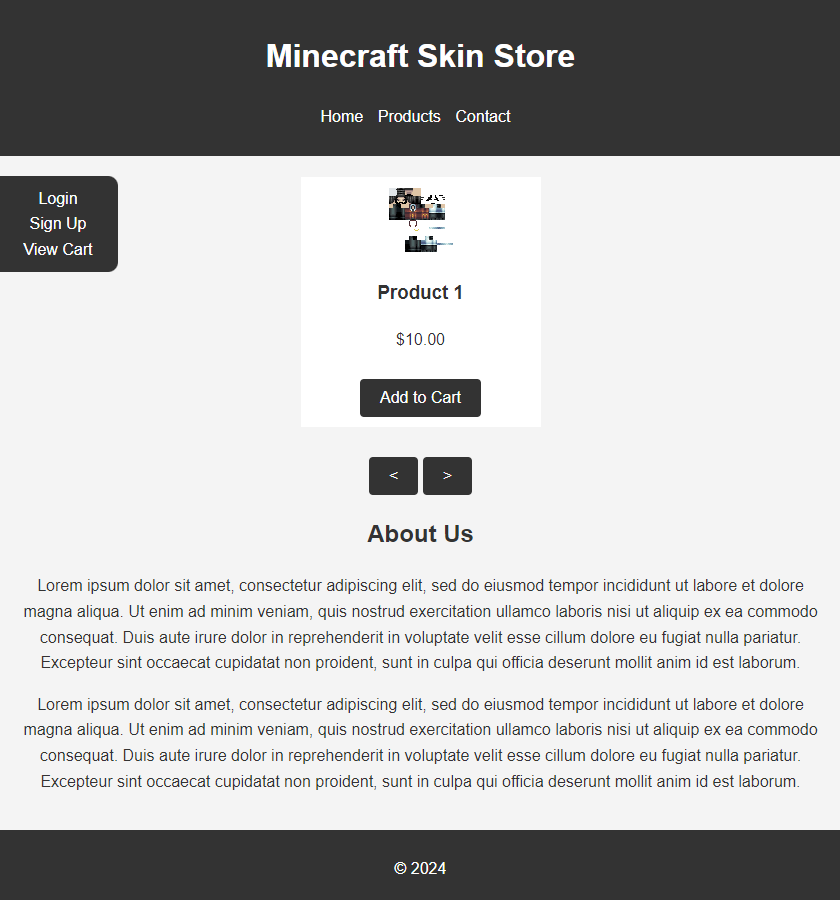 Minecraft Skin Store
Home Products Contact
Login
Sign Up
View Cart
Product 1
$10.00
Add to Cart
< >
About Us
Lorem ipsum dolor sit amet, consectetur adipiscing elit, sed do eiusmod tempor incididunt ut labore et dolore
magna aliqua. Ut enim ad minim veniam, quis nostrud exercitation ullamco laboris nisi ut aliquip ex ea commodo
consequat. Duis aute irure dolor in reprehenderit in voluptate velit esse cillum dolore eu fugiat nulla pariatur.
Excepteur sint occaecat cupidatat non proident, sunt in culpa qui officia deserunt mollit anim id est laborum.
Lorem ipsum dolor sit amet, consectetur adipiscing elit, sed do eiusmod tempor incididunt ut labore et dolore
magna aliqua. Ut enim ad minim veniam, quis nostrud exercitation ullamco laboris nisi ut aliquip ex ea commodo
consequat. Duis aute irure dolor in reprehenderit in voluptate velit esse cillum dolore eu fugiat nulla pariatur.
Excepteur sint occaecat cupidatat non proident, sunt in culpa qui officia deserunt mollit anim id est laborum.
© 2024